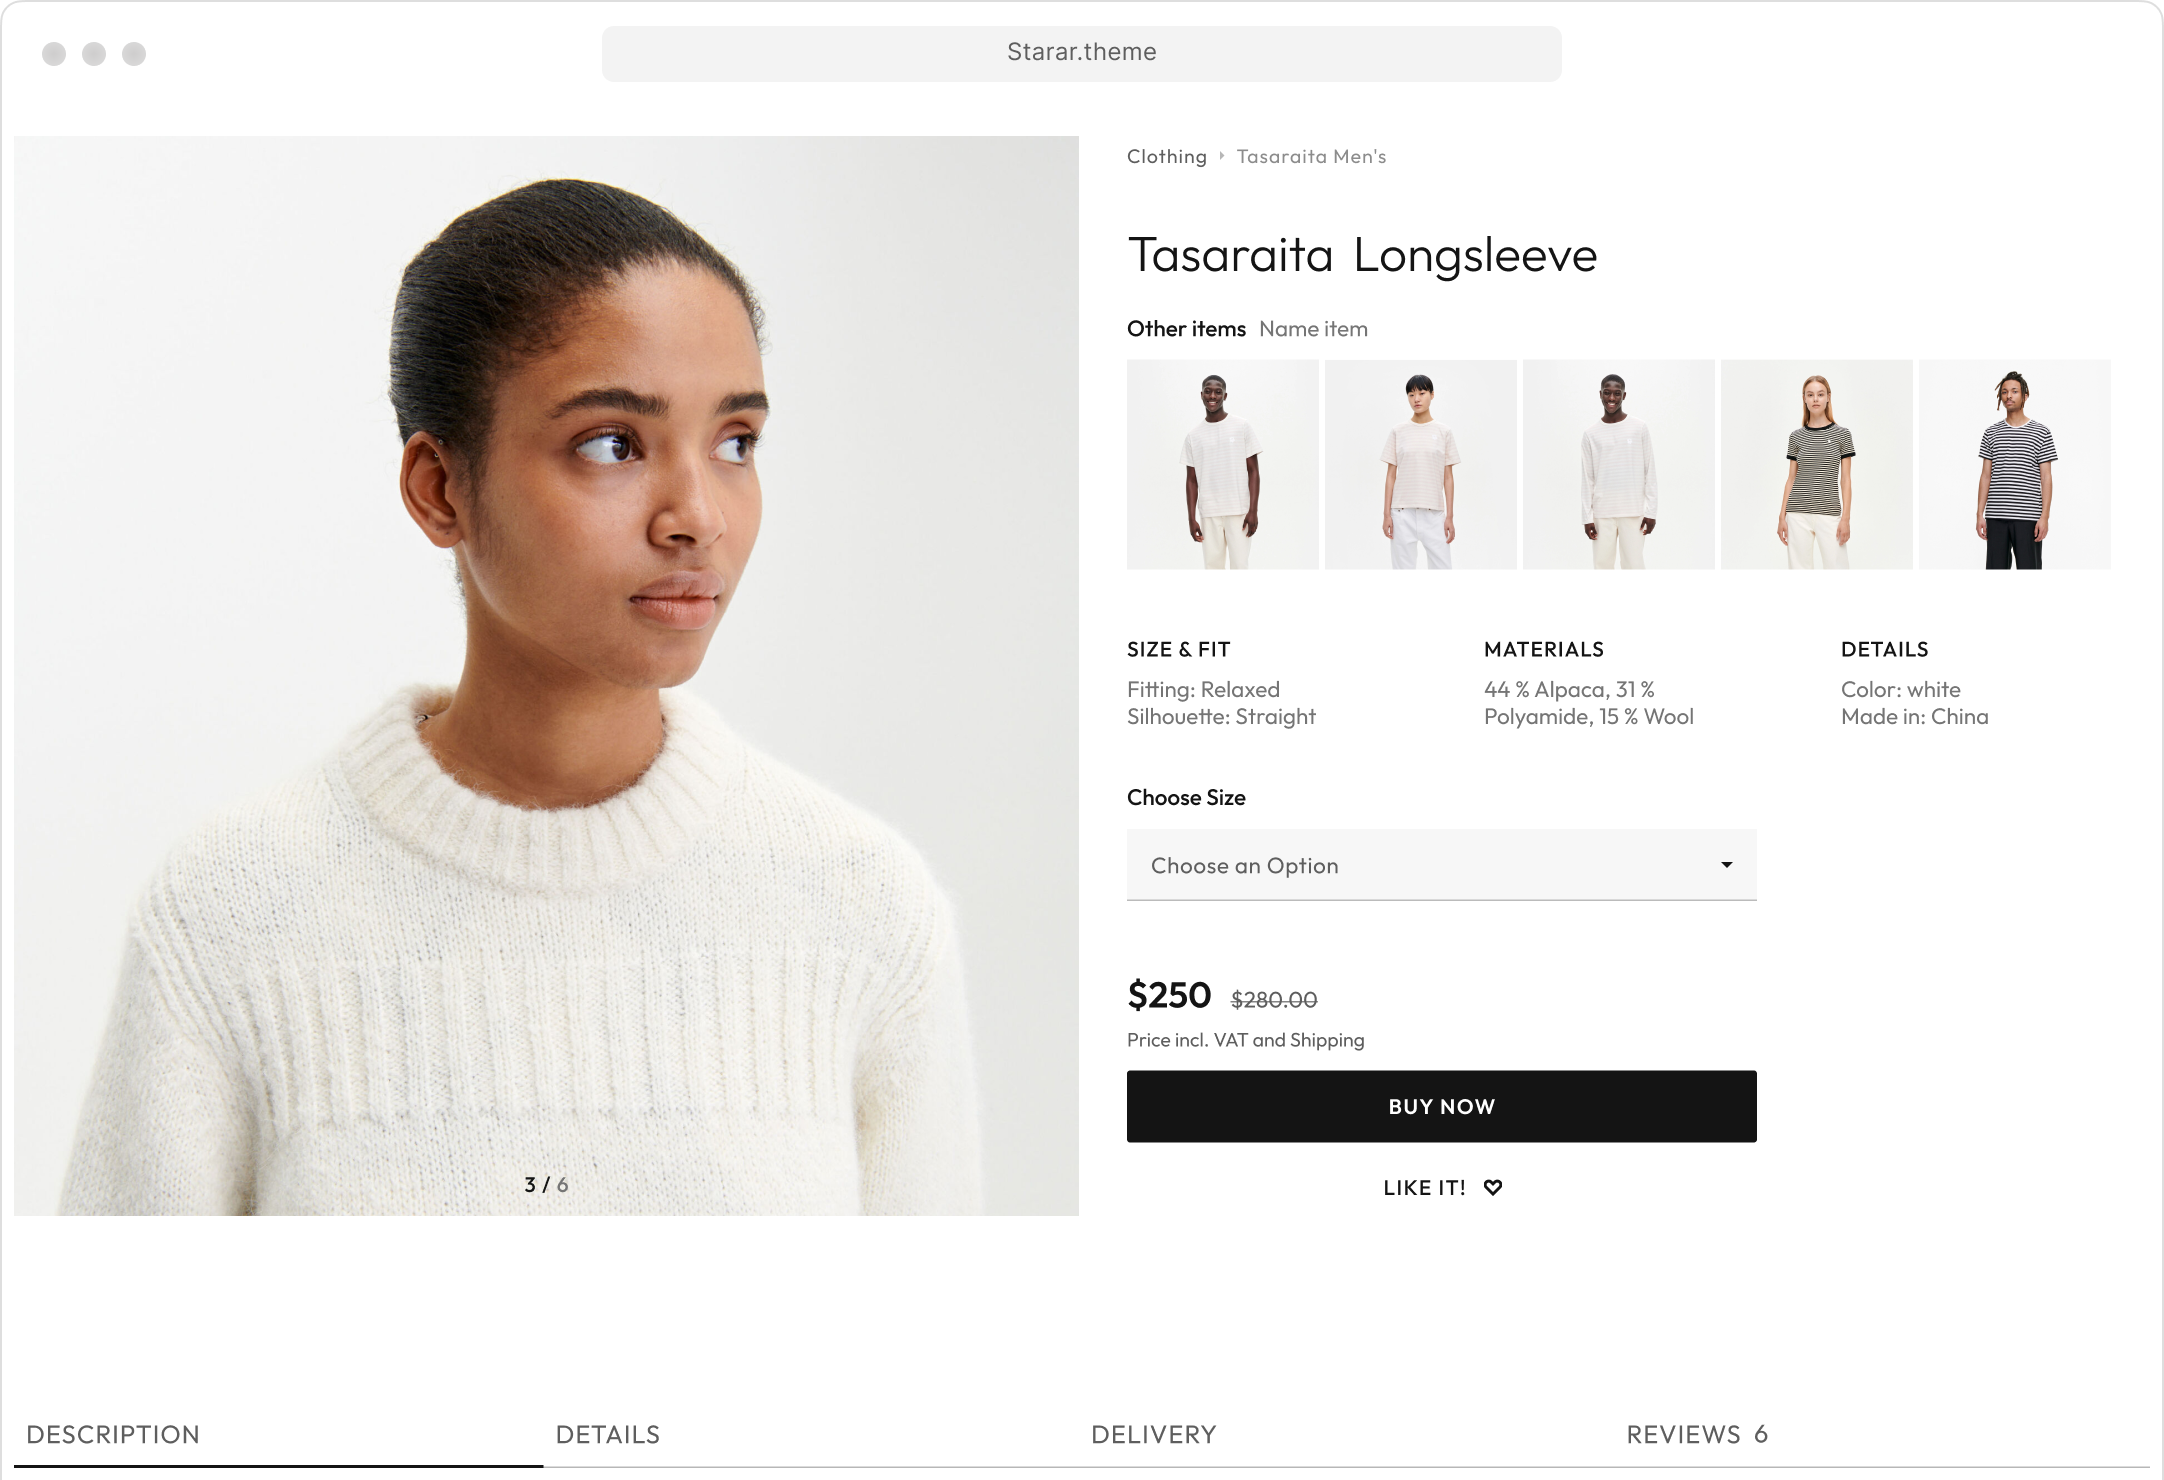 Starar.theme
Clothing Tasaraita Men's
Tasaraita Longsleeve
Other items Name item
SIZE & FIT
Fitting: Relaxed
Silhouette: Straight
MATERIALS
44 % Alpaca, 31 %
Polyamide, 15 % Wool
DETAILS
Color: white
Made in: China
Choose Size
Choose an Option
$250 $280.00
Price incl. VAT and Shipping
BUY NOW
LIKE IT!
3 / 6
DESCRIPTION
DETAILS
DELIVERY
REVIEWS 6